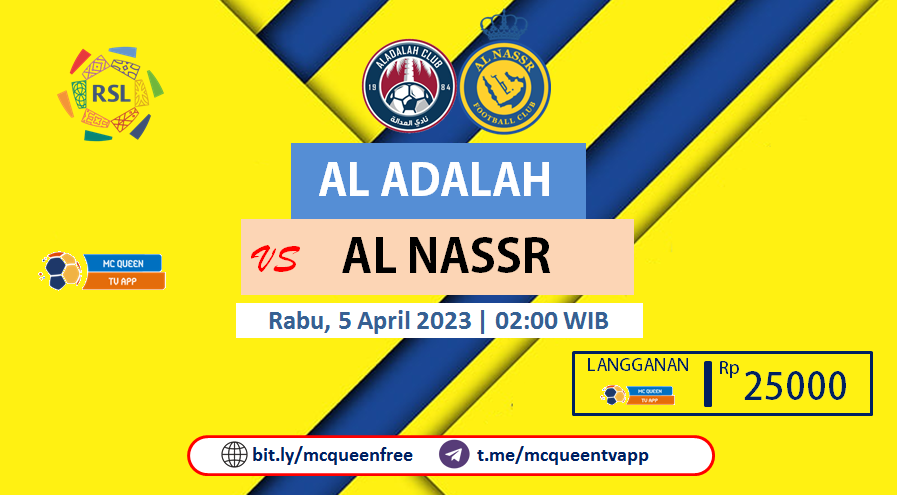 RSL
ALADALAH CLUB
19 84
نادي العدالة
AL NASSR
FOOTBALL CLUB
AL ADALAH
VS AL NASSR
MC QUEEN
TV APP
Rabu, 5 April 2023 | 02:00 WIB
LANGGANAN
MC QUEEN
TV APP
Rp 25000
bit.ly/mcqueenfree t.me/mcqueentvapp